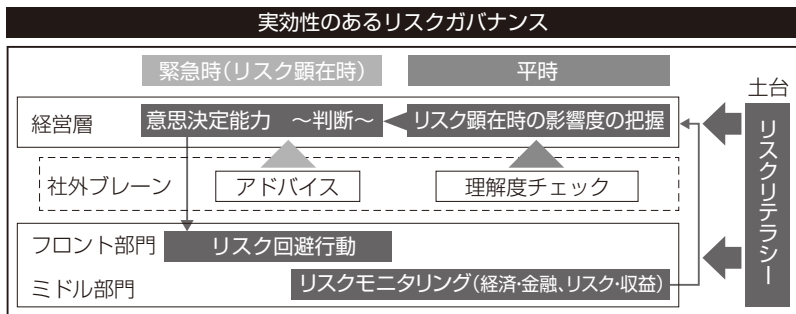 実効性のあるリスクガバナンス
緊急時(リスク顕在時)
平時
土台
経営層
意思決定能力 ～判断～
リスク顕在時の影響度の把握
リスクリテラシー
社外ブレーン
アドバイス
理解度チェック
フロント部門
リスク回避行動
ミドル部門
リスクモニタリング(経済・金融、リスク・収益)